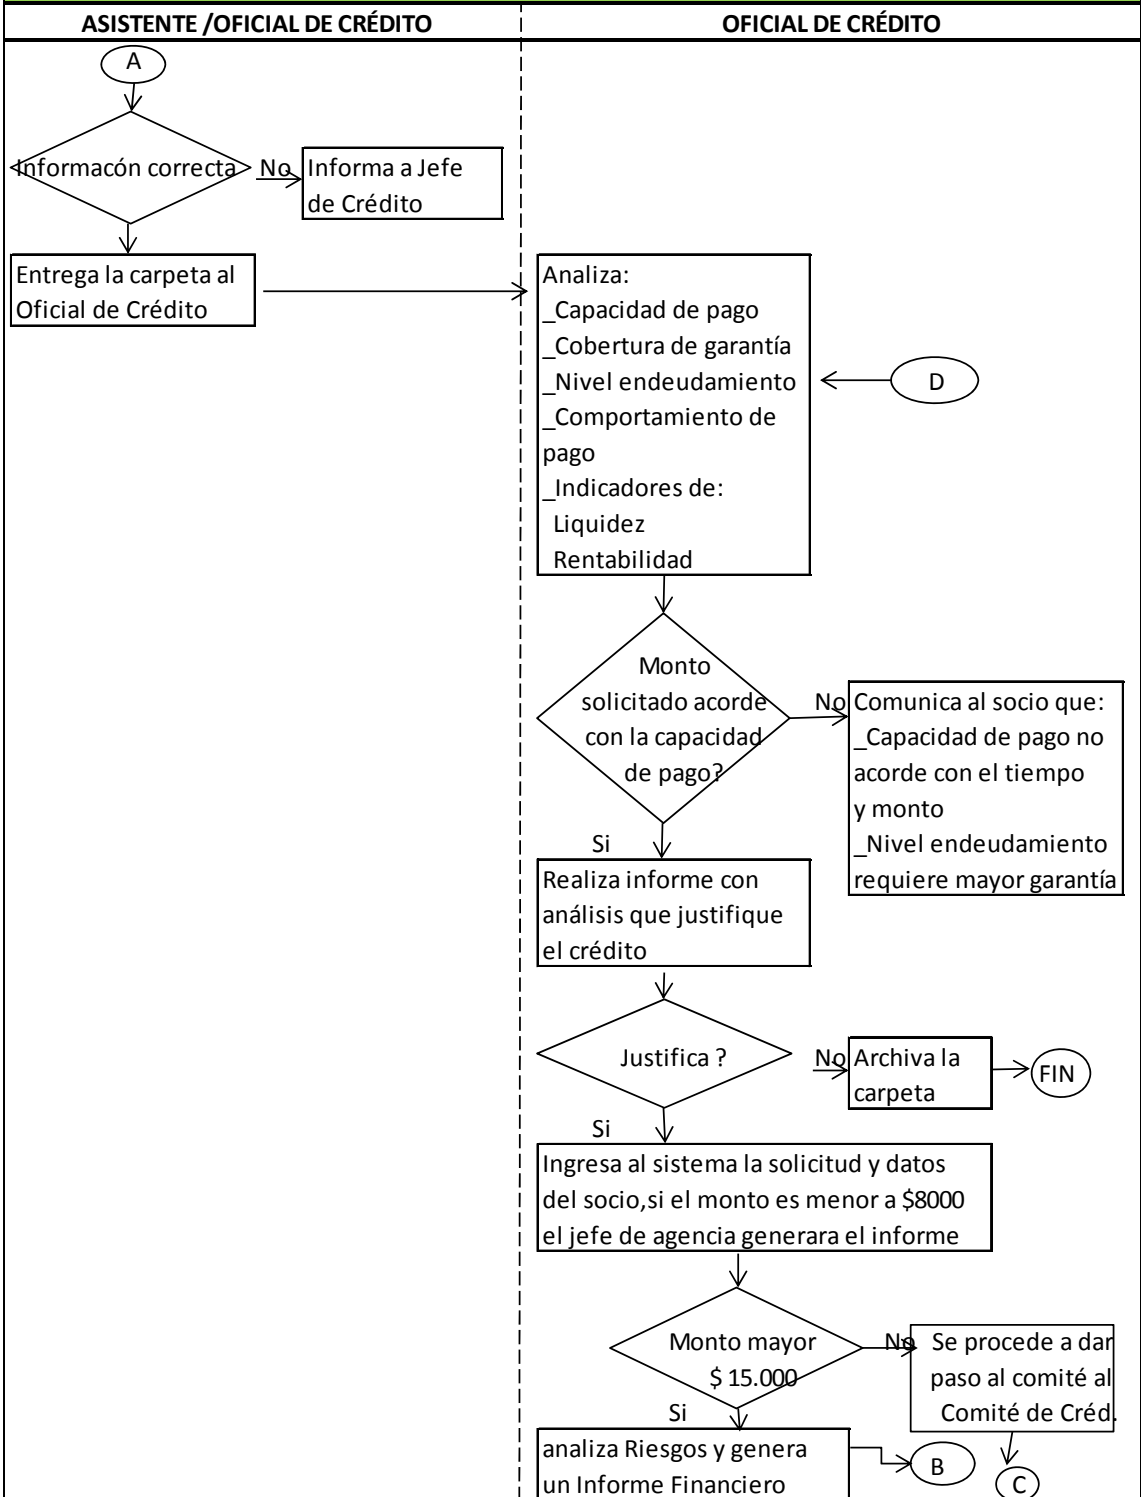 ASISTENTE /OFICIAL DE CRÉDITO
OFICIAL DE CRÉDITO
A
Informacón correcta
No
Informa a Jefe
de Crédito
Entrega la carpeta al
Oficial de Crédito
Analiza:
_Capacidad de pago
_Cobertura de garantía
_Nivel endeudamiento
_Comportamiento de
pago
_Indicadores de:
Liquidez
Rentabilidad
D
Monto
solicitado acorde
con la capacidad
de pago?
No
Comunica al socio que:
_Capacidad de pago no
acorde con el tiempo
y monto
_Nivel endeudamiento
requiere mayor garantía
Si
Realiza informe con
análisis que justifique
el crédito
Justifica ?
No
Archiva la
carpeta
FIN
Si
Ingresa al sistema la solicitud y datos
del socio,si el monto es menor a $8000
el jefe de agencia generara el informe
Monto mayor
$ 15.000
No
Se procede a dar
paso al comité al
Comité de Créd.
Si
analiza Riesgos y genera
un Informe Financiero
B
C